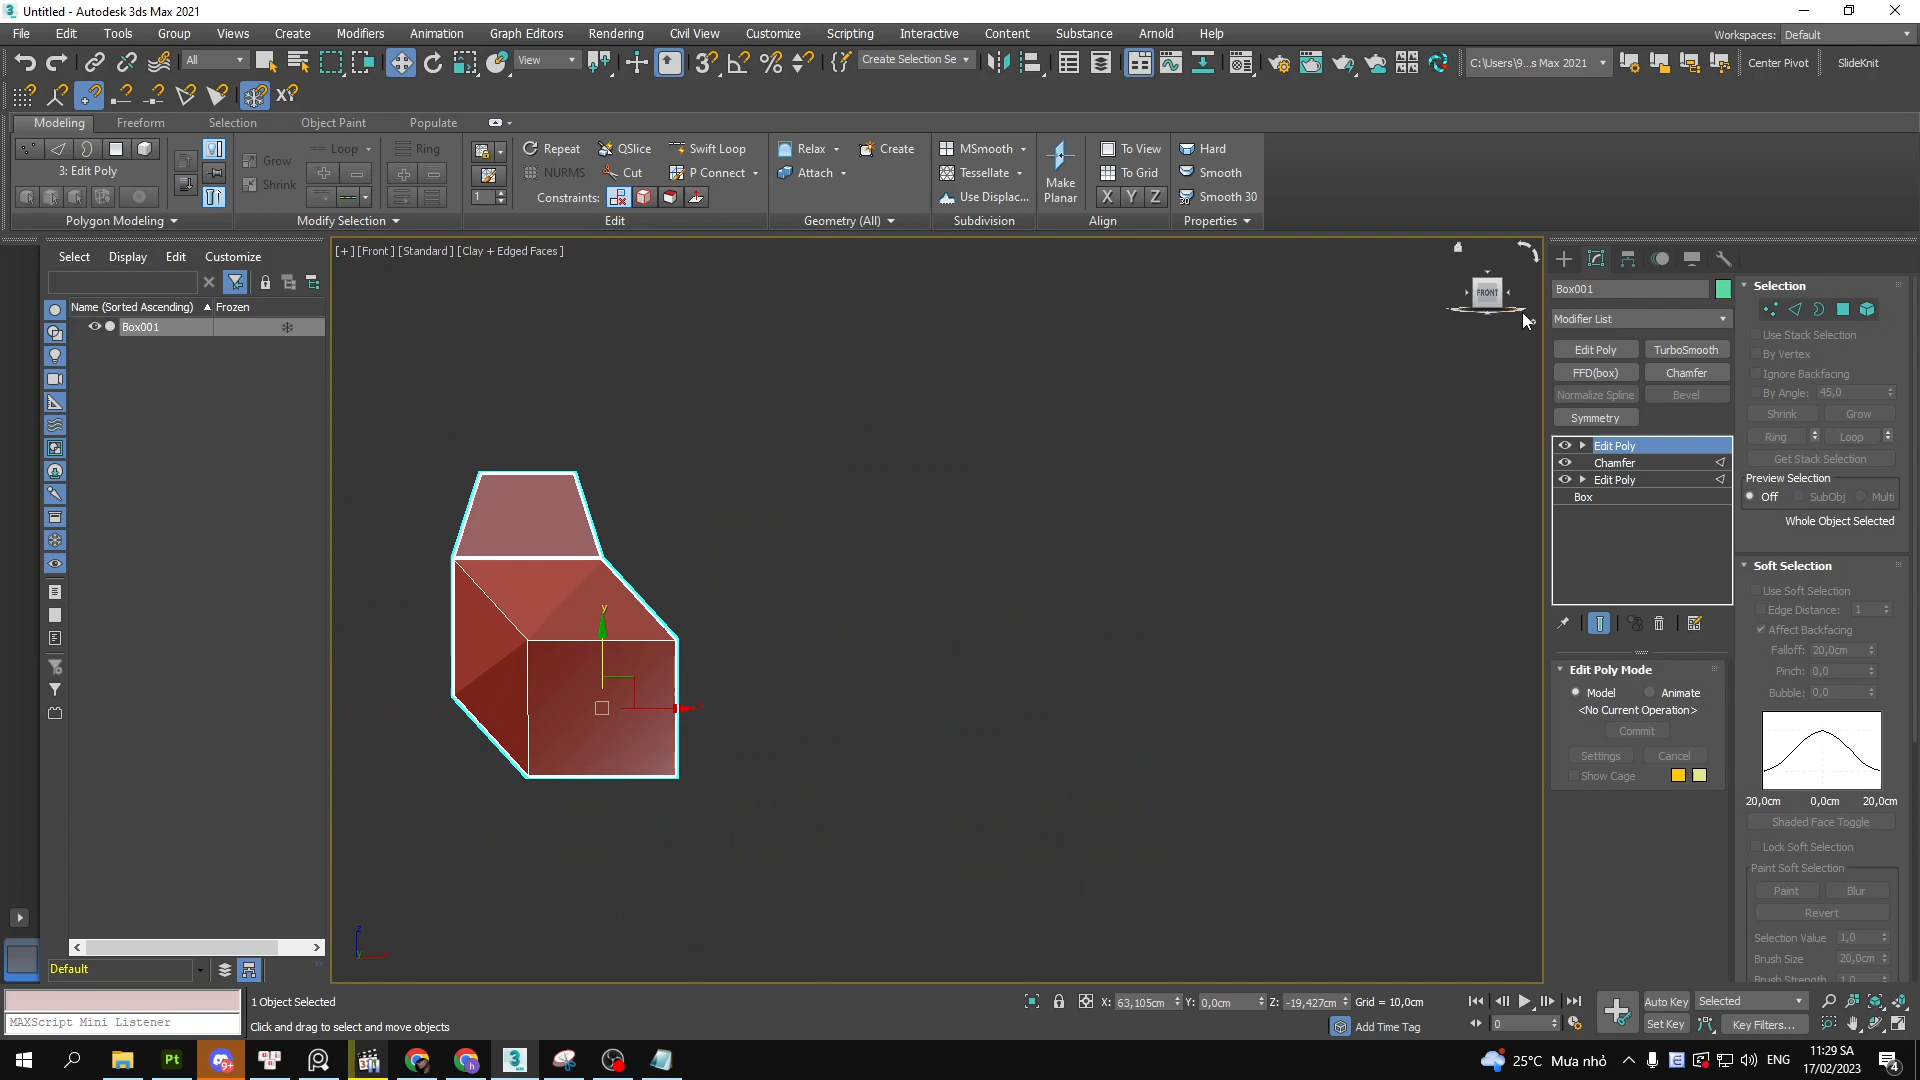 Untitled - Autodesk 3ds Max 2021
File Edit Tools Group Views Create Modifiers Animation Graph Editors Rendering Civil View Customize Scripting Interactive Content Substance Arnold Help
Workspaces: Default
All View Create Selection Se C:\Users\9...s Max 2021 Center Pivot SlideKnit
XY
Modeling Freeform Selection Object Paint Populate
Loop Ring Repeat QSlice Swift Loop Relax Create MSmooth To View Hard
Grow
3: Edit Poly NURMS Cut P Connect Attach Tessellate Make Planar To Grid Smooth
Shrink
1 Constraints: Use Displac... X Y Z Smooth 30
Polygon Modeling Modify Selection Edit Geometry (All) Subdivision Align Properties
Select Display Edit Customize
Name (Sorted Ascending) Frozen
Box001
[+] [Front] [Standard] [Clay + Edged Faces]
FRONT
y
z
Box001
Modifier List
Edit Poly TurboSmooth
FFD(box) Chamfer
Normalize Spline Bevel
Symmetry
Edit Poly
Chamfer
Edit Poly
Box
Edit Poly Mode
Model Animate
<No Current Operation>
Commit
Settings Cancel
Show Cage
Selection
Use Stack Selection
By Vertex
Ignore Backfacing
By Angle: 45,0
Shrink Grow
Ring Loop
Get Stack Selection
Preview Selection
Off SubObj Multi
Whole Object Selected
Soft Selection
Use Soft Selection
Edge Distance: 1
Affect Backfacing
Falloff: 20,0cm
Pinch: 0,0
Bubble: 0,0
20,0cm 0,0cm 20,0cm
Shaded Face Toggle
Lock Soft Selection
Paint Soft Selection
Paint Blur
Revert
Selection Value 1,0
Brush Size 20,0cm
Brush Strength 1,0
Default
MAXScript Mini Listener
1 Object Selected
Click and drag to select and move objects
X: 63,105cm Y: 0,0cm Z: -19,427cm Grid = 10,0cm
Add Time Tag
0
Auto Key Selected
Set Key Key Filters...
Pt
9+
25°C Mưa nhỏ
ENG
11:29 SA
17/02/2023
4